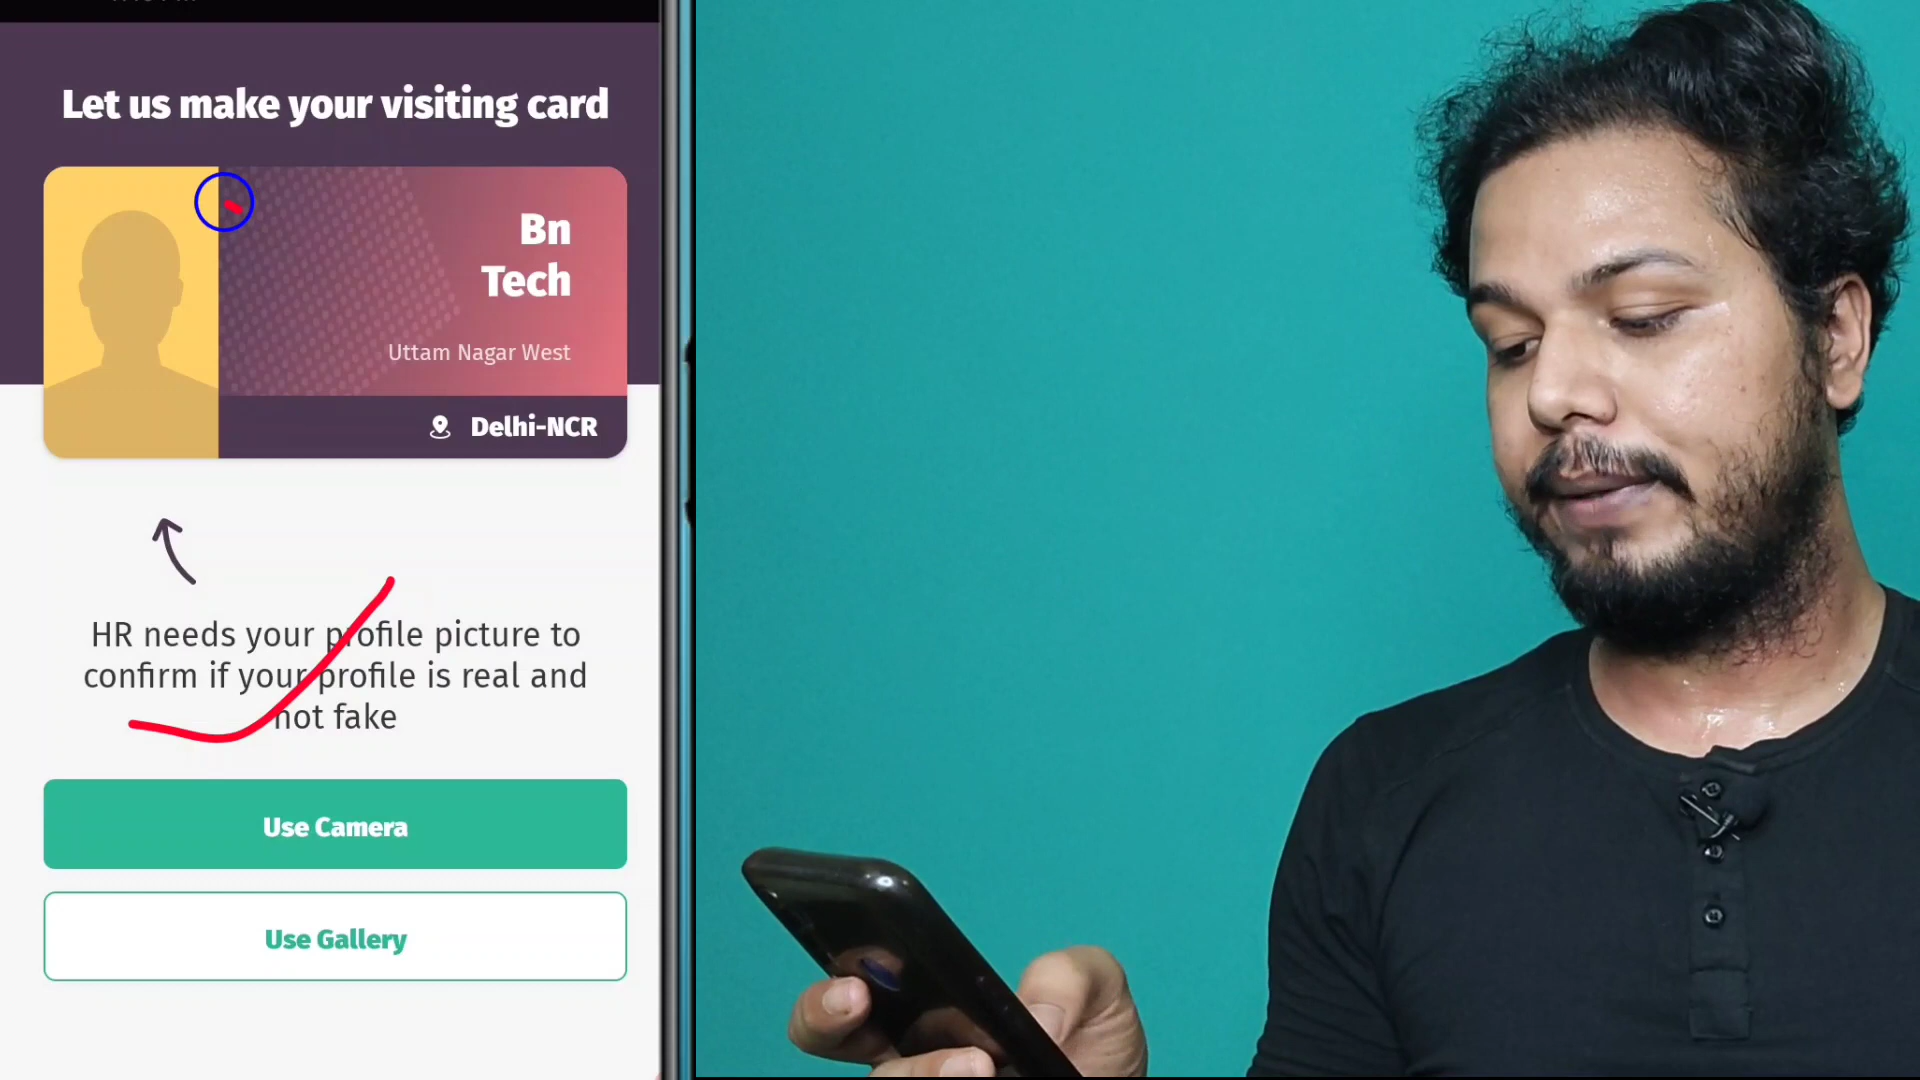 Let us make your visiting card
Bn
Tech
Uttam Nagar West
Delhi-NCR
HR needs your profile picture to
confirm if your profile is real and
not fake
Use Camera
Use Gallery